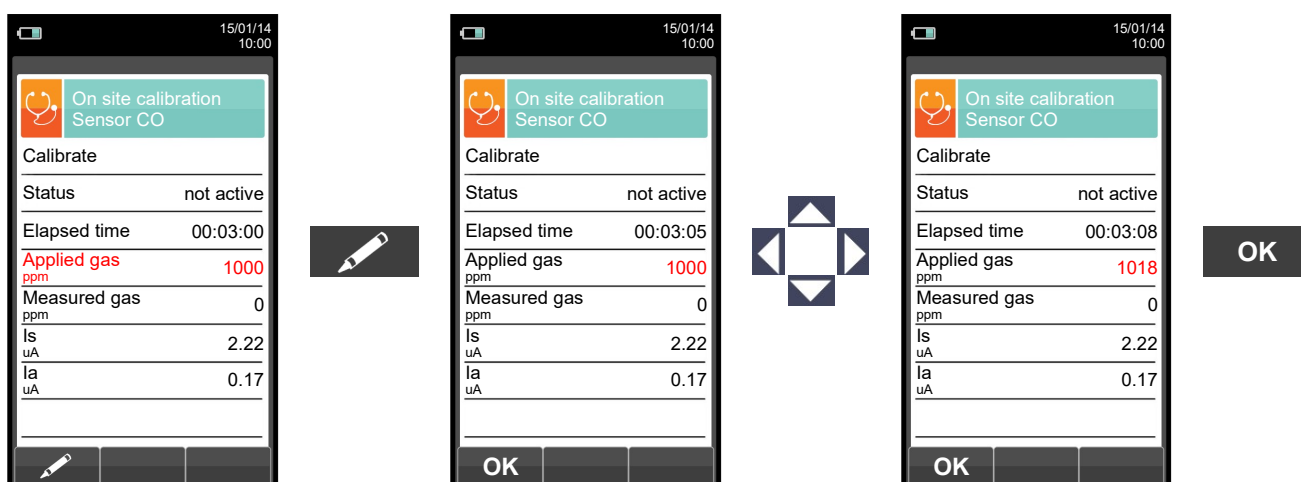 15/01/14
10:00
On site calibration
Sensor CO
Calibrate
Status not active
Elapsed time 00:03:00
Applied gas 1000
ppm
Measured gas 0
ppm
Is 2.22
uA
Ia 0.17
uA
15/01/14
10:00
On site calibration
Sensor CO
Calibrate
Status not active
Elapsed time 00:03:05
Applied gas 1000
ppm
Measured gas 0
ppm
Is 2.22
uA
Ia 0.17
uA
OK
15/01/14
10:00
On site calibration
Sensor CO
Calibrate
Status not active
Elapsed time 00:03:08
Applied gas 1018
ppm
Measured gas 0
ppm
Is 2.22
uA
Ia 0.17
uA
OK
OK